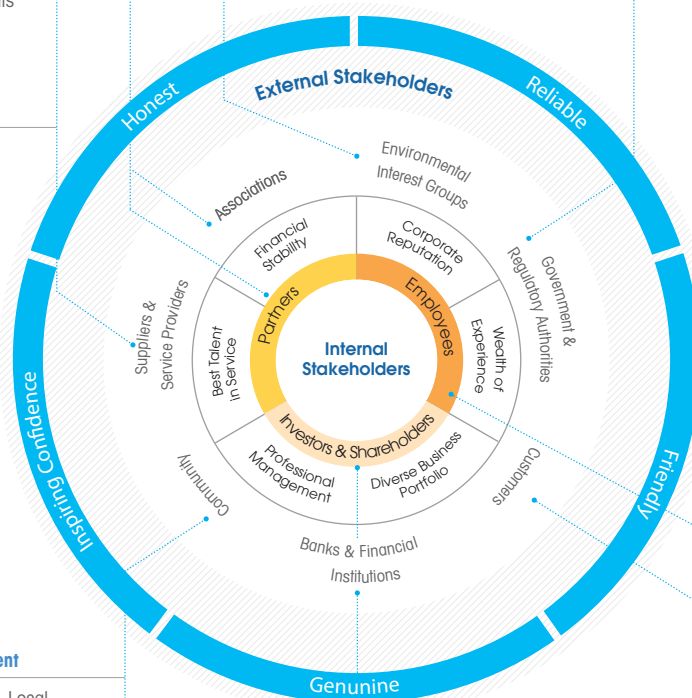 External Stakeholders
Honest
Reliable
Friendly
Genunine
Inspiring Confidence
Environmental
Interest Groups
Associations
Government &
Regulatory Authorities
Suppliers &
Service Providers
Customers
Community
Banks & Financial
Institutions
Financial
Stability
Corporate
Reputation
Wealth of
Experience
Diverse Business
Portfolio
Professional
Management
Best Talent
in Service
Partners
Employees
Investors & Shareholders
Internal
Stakeholders
Local